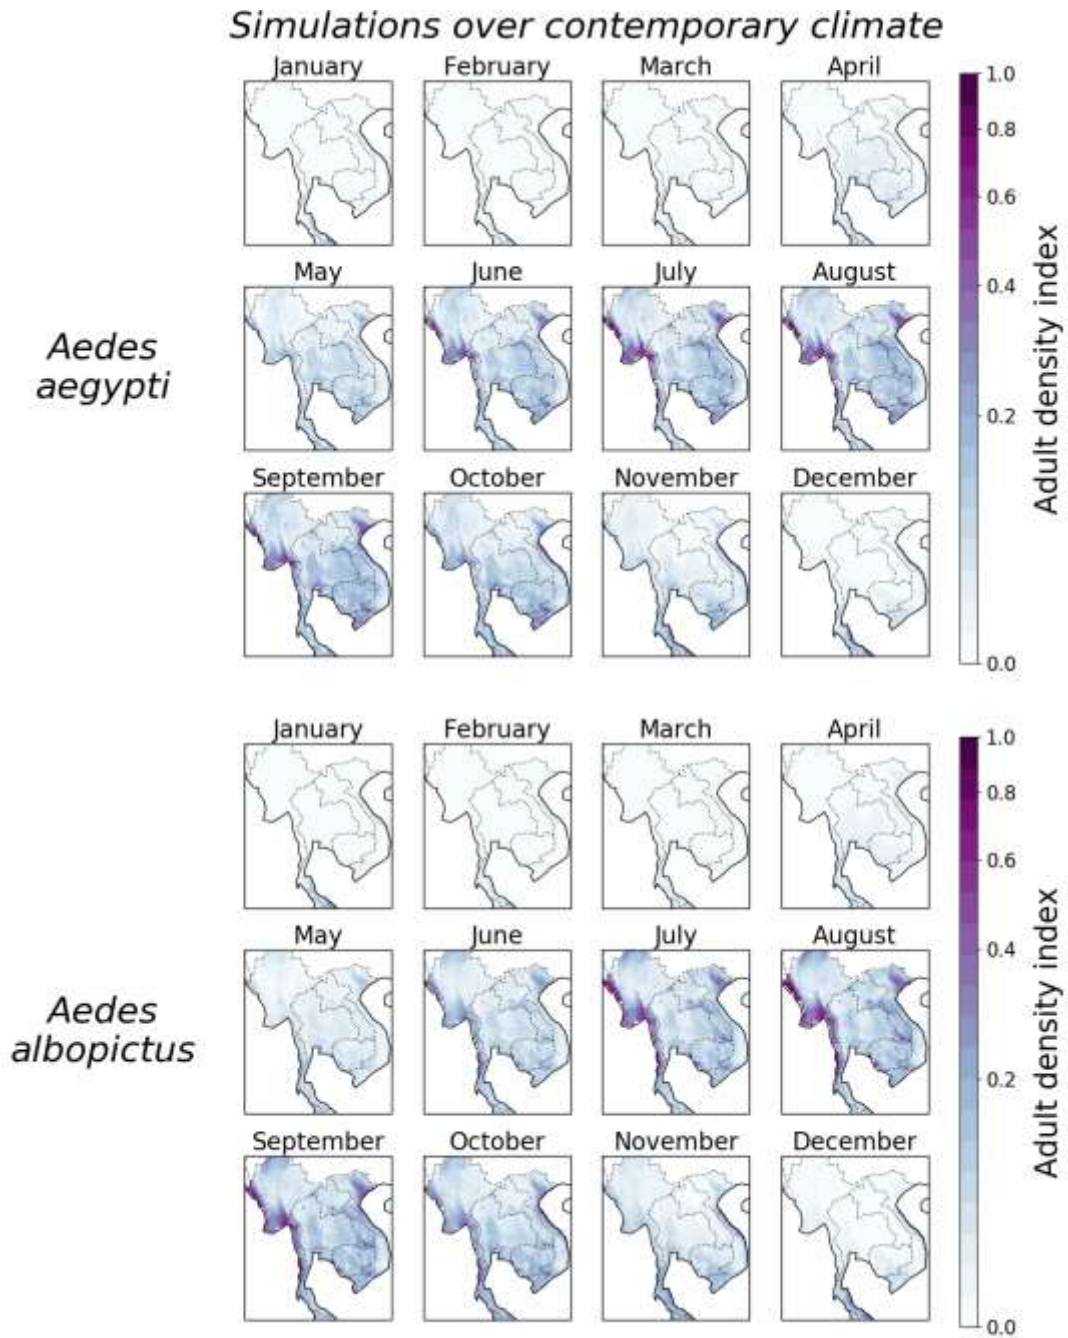 Simulations over contemporary climate
January February March April
May June July August
September October November December
Aedes
aegypti
1.0
0.8
0.6
0.4
0.2
0.0
Adult density index
January February March April
May June July August
September October November December
Aedes
albopictus
1.0
0.8
0.6
0.4
0.2
0.0
Adult density index